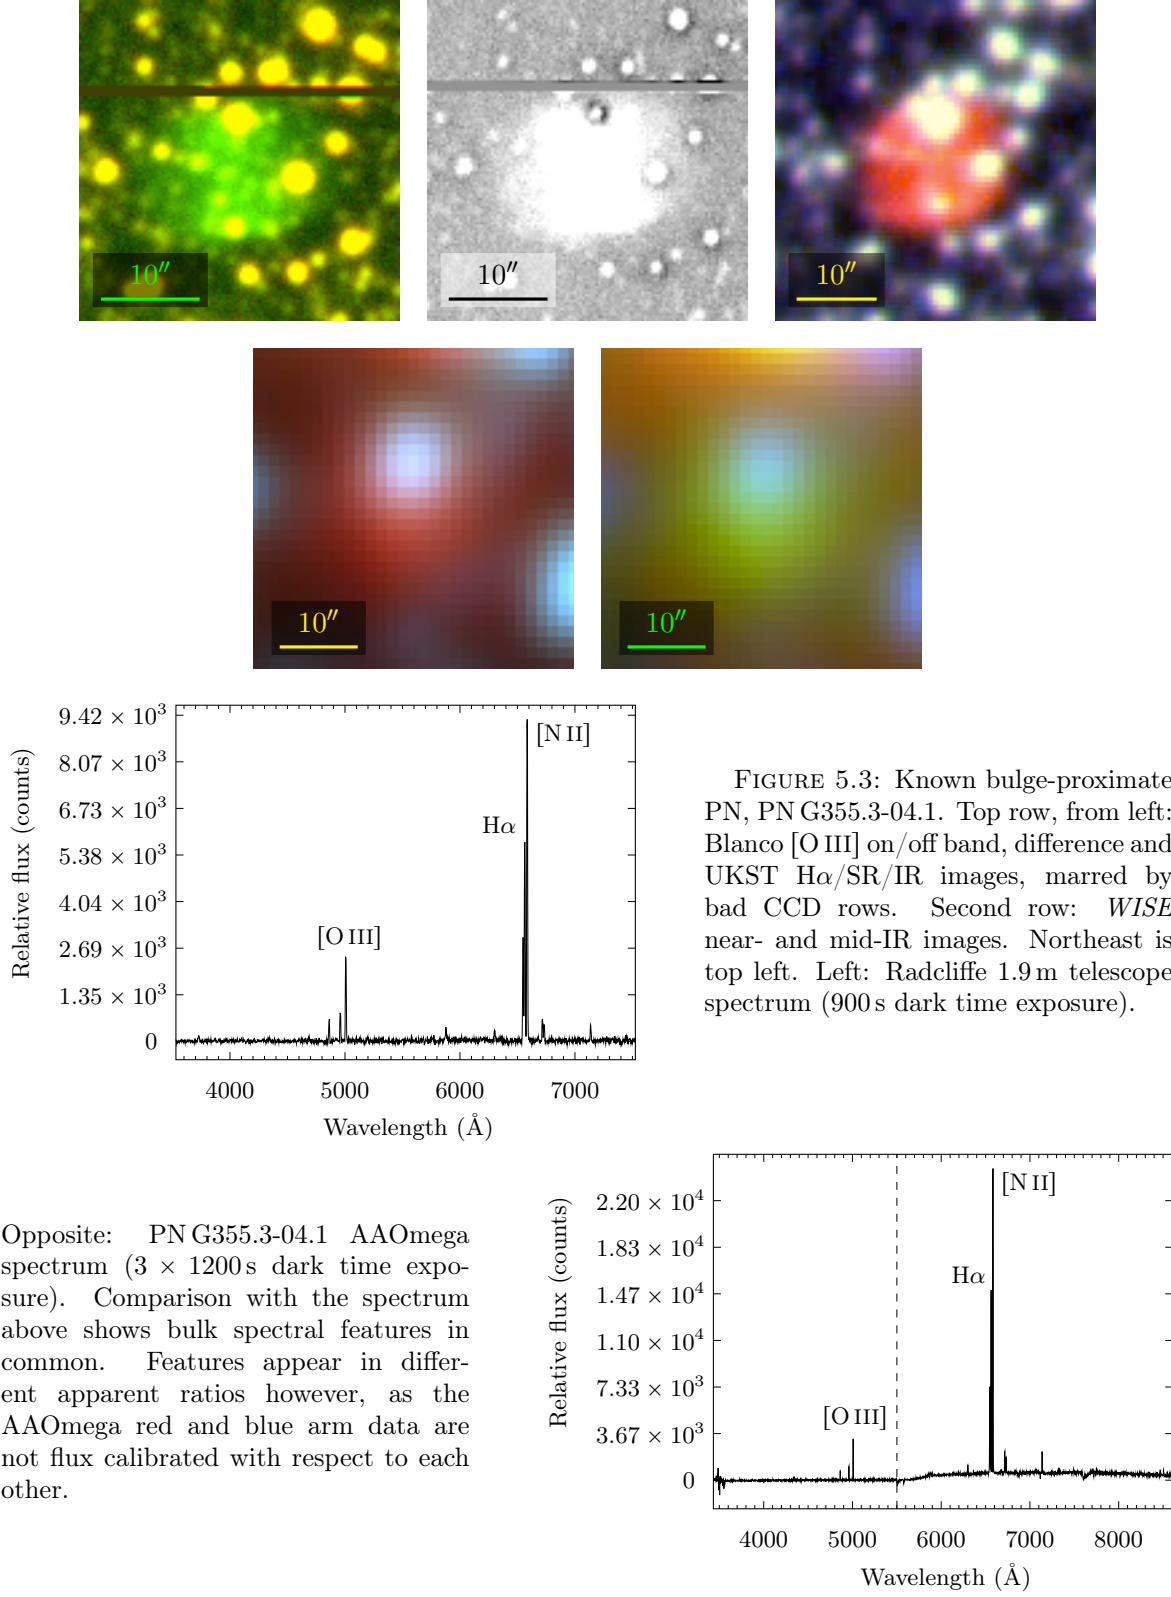 10″
10″
10″
10″
10″
9.42 × 10³
8.07 × 10³
6.73 × 10³
5.38 × 10³
4.04 × 10³
2.69 × 10³
1.35 × 10³
0
Relative flux (counts)
[O III]
Hα
[N II]
4000 5000 6000 7000
Wavelength (Å)
FIGURE 5.3: Known bulge-proximate
PN, PN G355.3-04.1. Top row, from left:
Blanco [O III] on/off band, difference and
UKST Hα/SR/IR images, marred by
bad CCD rows. Second row: WISE
near- and mid-IR images. Northeast is
top left. Left: Radcliffe 1.9 m telescope
spectrum (900 s dark time exposure).
Opposite: PN G355.3-04.1 AAOmega
spectrum (3 × 1200 s dark time expo-
sure). Comparison with the spectrum
above shows bulk spectral features in
common. Features appear in differ-
ent apparent ratios however, as the
AAOmega red and blue arm data are
not flux calibrated with respect to each
other.
2.20 × 10⁴
1.83 × 10⁴
1.47 × 10⁴
1.10 × 10⁴
7.33 × 10³
3.67 × 10³
0
Relative flux (counts)
[O III]
Hα
[N II]
4000 5000 6000 7000 8000
Wavelength (Å)